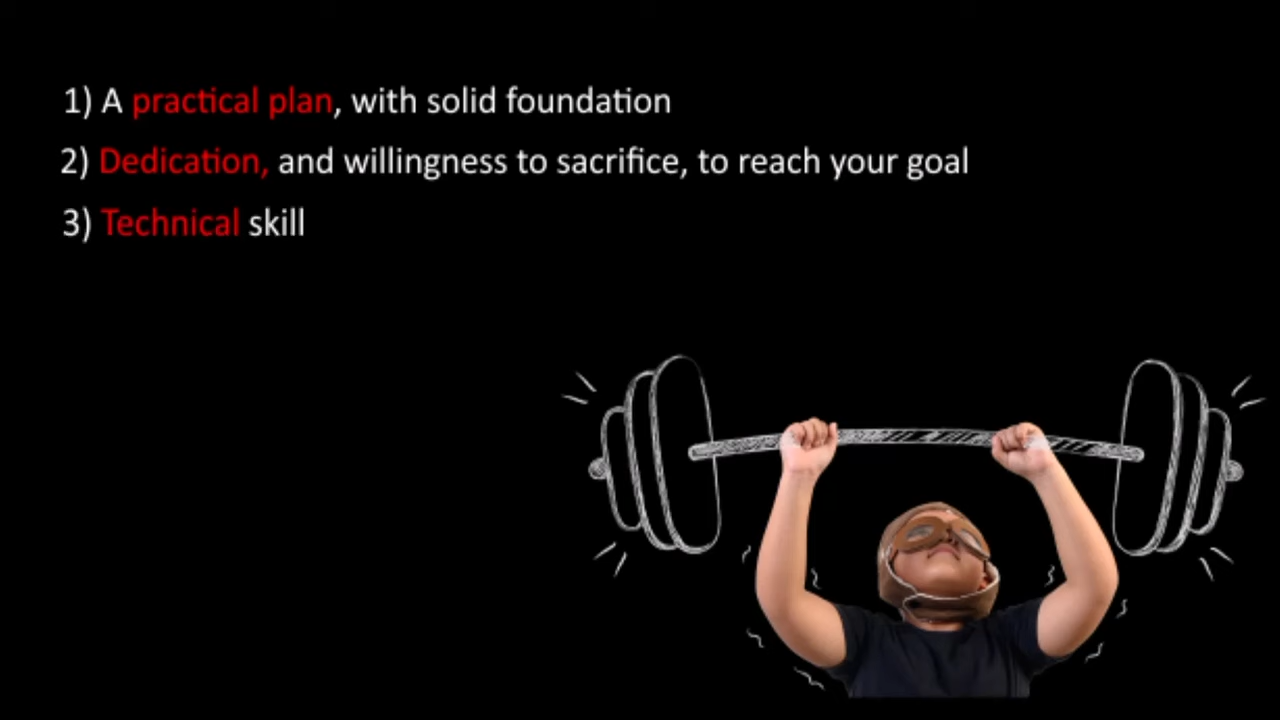 1) A practical plan, with solid foundation
2) Dedication, and willingness to sacrifice, to reach your goal
3) Technical skill